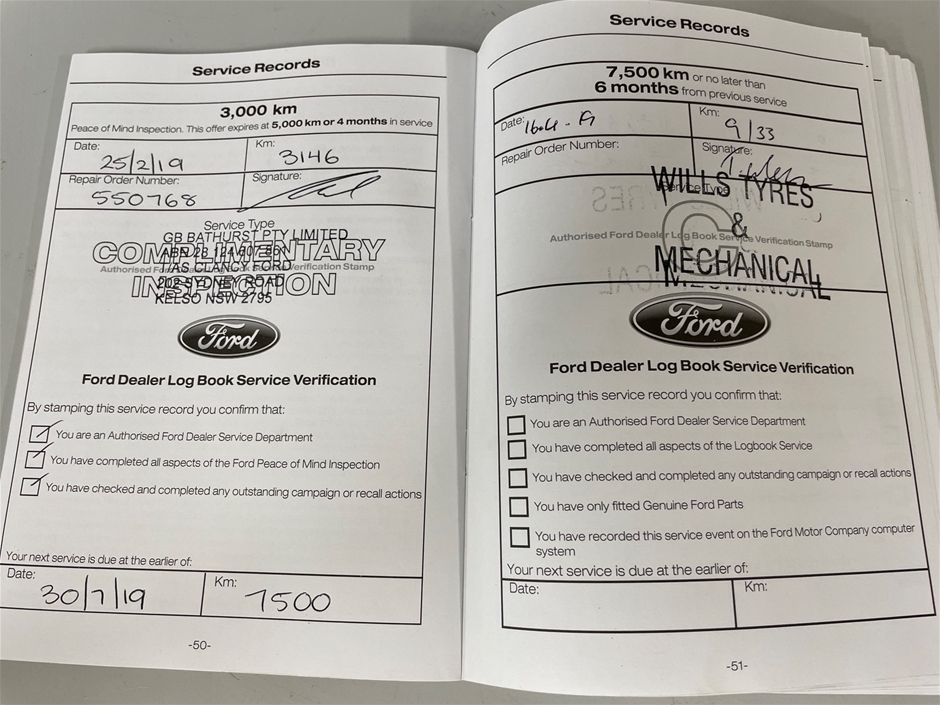 Service Records
3,000 km
Peace of Mind Inspection. This offer expires at 5,000 km or 4 months in service
Date: 25/2/19
Km: 3146
Repair Order Number: 550768
Signature:
Service Type
GB BATHURST PTY LIMITED
COMPLIMENTARY
JAS CLANCY FORD
Authorised Ford Verification Stamp
202 SYDNEY ROAD
INSPECTION
KELSO NSW 2795
Ford
Ford Dealer Log Book Service Verification
By stamping this service record you confirm that:
You are an Authorised Ford Dealer Service Department
You have completed all aspects of the Ford Peace of Mind Inspection
You have checked and completed any outstanding campaign or recall actions
Your next service is due at the earlier of:
Date: 30/7/19
Km: 7500
-50-
Service Records
7,500 km or no later than
6 months from previous service
Date:
Km: 9133
Repair Order Number:
Signature:
Service Type
WILLS TYRES
&
Authorised Ford Dealer Log Book Service Verification Stamp
MECHANICAL
Ford
Ford Dealer Log Book Service Verification
By stamping this service record you confirm that:
You are an Authorised Ford Dealer Service Department
You have completed all aspects of the Logbook Service
You have checked and completed any outstanding campaign or recall actions
You have only fitted Genuine Ford Parts
You have recorded this service event on the Ford Motor Company computer
system
Your next service is due at the earlier of:
Date:
Km:
-51-